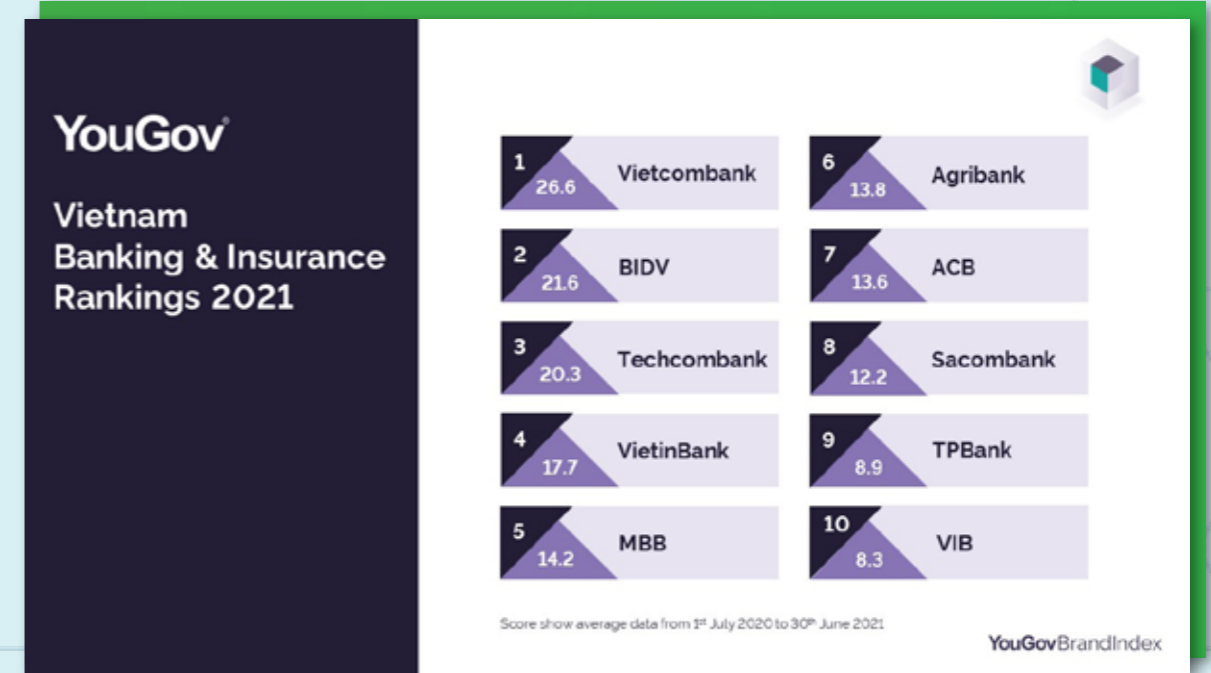 YouGov®
Vietnam
Banking & Insurance
Rankings 2021
1
26.6
Vietcombank
2
21.6
BIDV
3
20.3
Techcombank
4
17.7
VietinBank
5
14.2
MBB
6
13.8
Agribank
7
13.6
ACB
8
12.2
Sacombank
9
8.9
TPBank
10
8.3
VIB
Score show average data from 1st July 2020 to 30th June 2021
YouGovBrandIndex